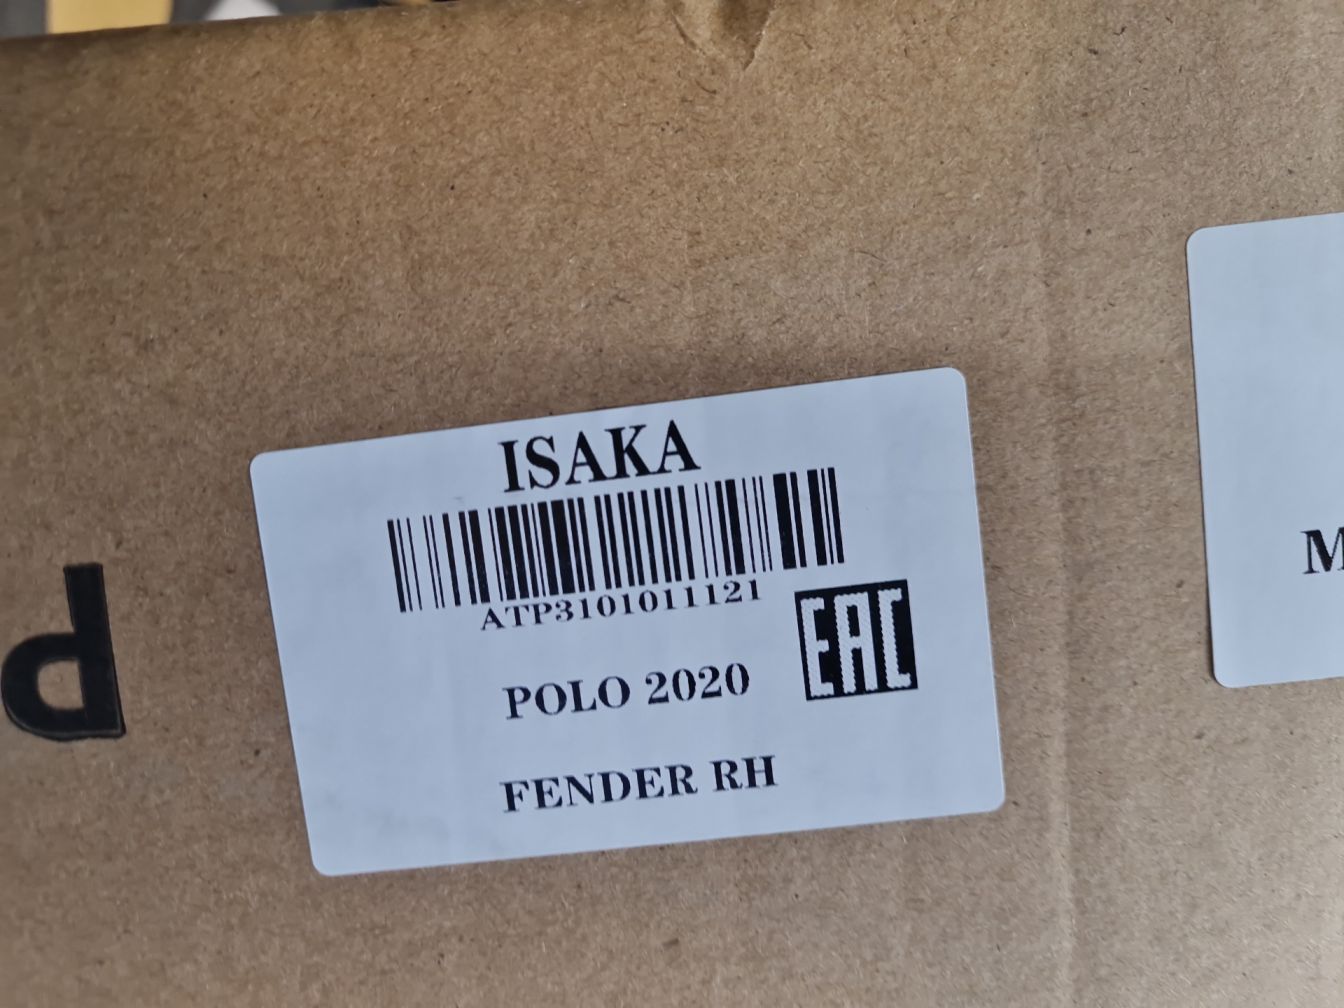 ISAKA
ATP3101011121
POLO 2020
EAC
FENDER RH
P
M